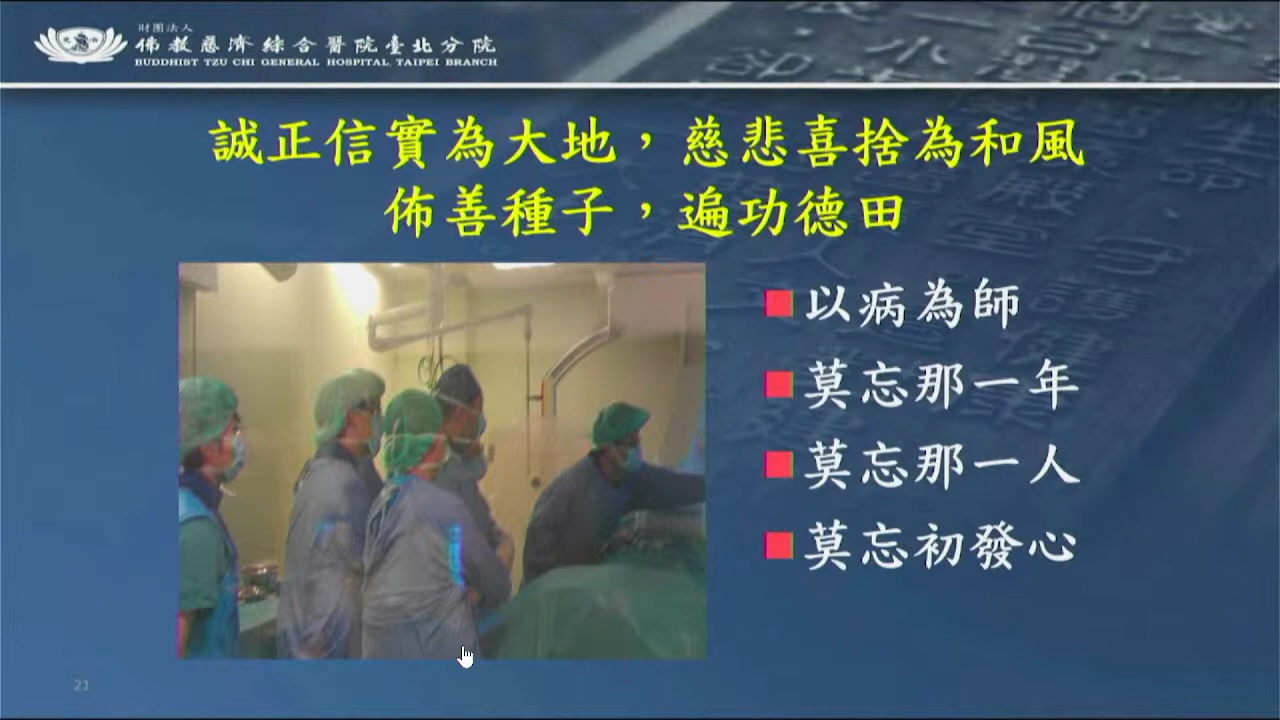 財團法人
佛教慈濟綜合醫院臺北分院
BUDDHIST TZU CHI GENERAL HOSPITAL, TAIPEI BRANCH
誠正信實為大地，慈悲喜捨為和風
佈善種子，遍功德田
以病為師
莫忘那一年
莫忘那一人
莫忘初發心
21